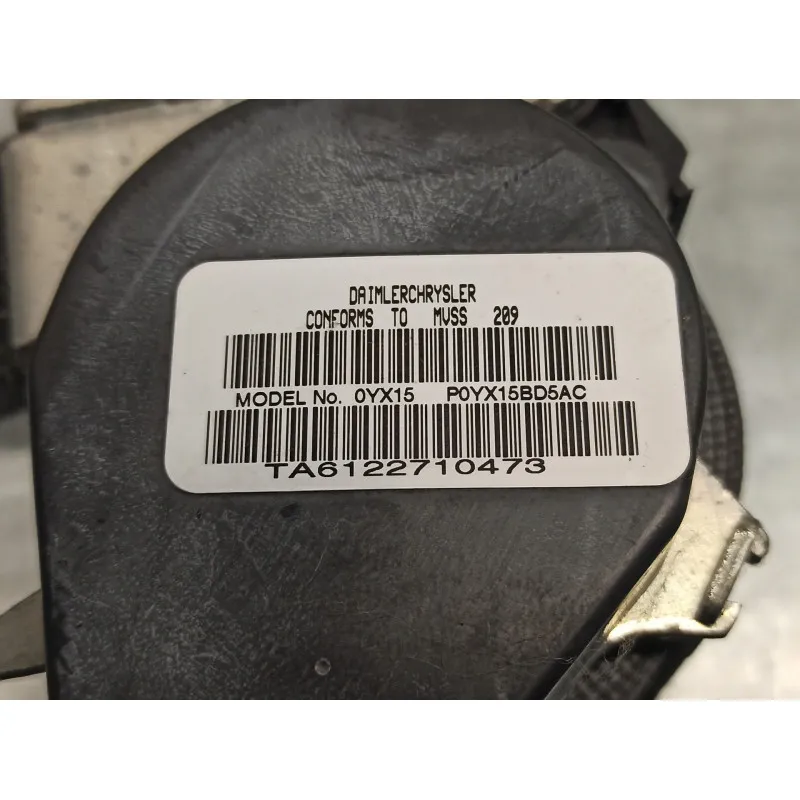 DAIMLERCHRYSLER
CONFORMS TO MVSS 209
MODEL No. 0YX15 P0YX15BD5AC
TA6122710473